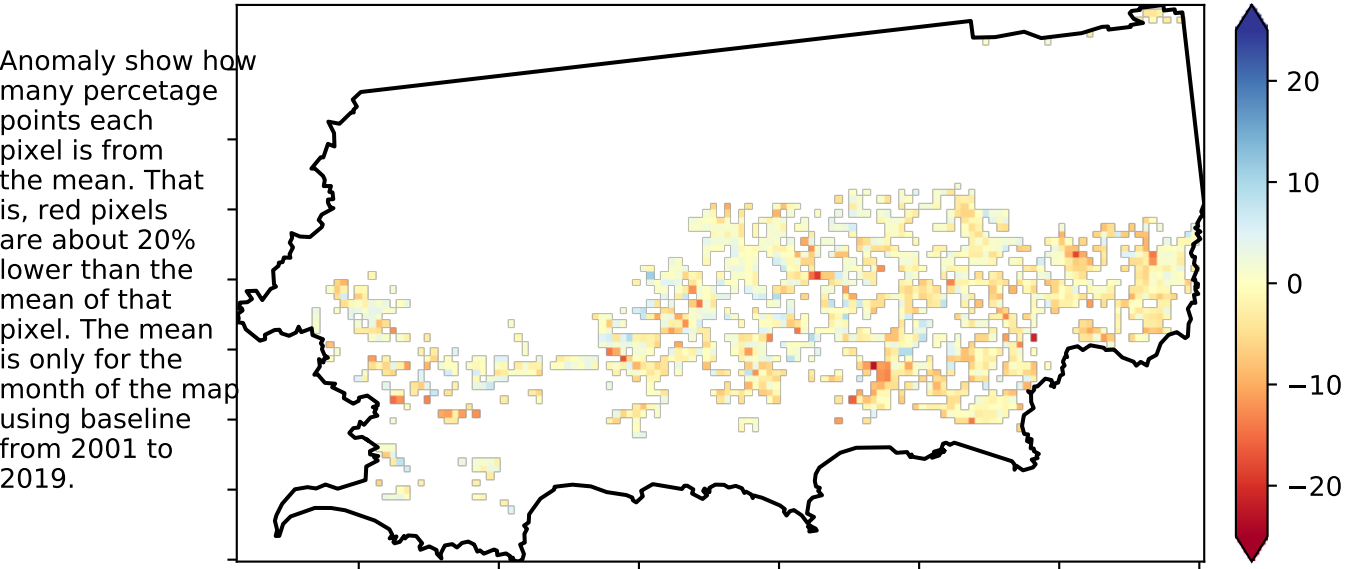 Anomaly show how
many percetage
points each
pixel is from
the mean. That
is, red pixels
are about 20%
lower than the
mean of that
pixel. The mean
is only for the
month of the map
using baseline
from 2001 to
2019.
20
10
0
−10
−20